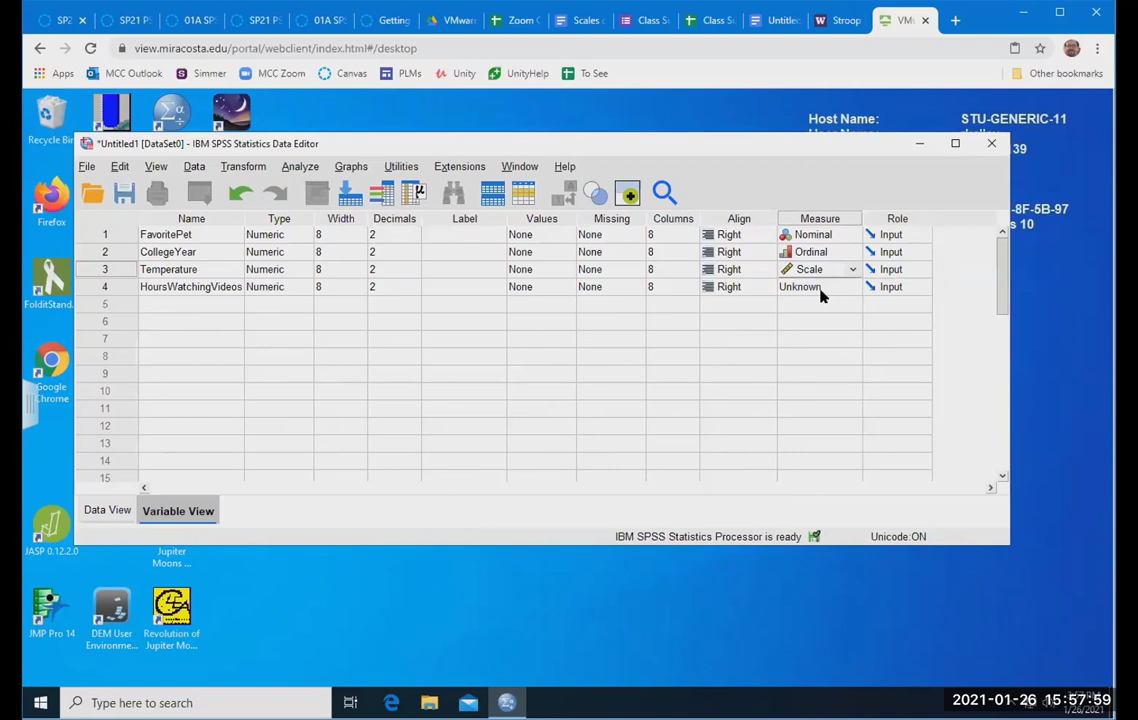 SP2
SP21 P
01A SP
SP21 P
01A SP
Getting
VMwar
Zoom C
Scales o
Class S
Class Su
Untitle
Stroop
VM
view.miracosta.edu/portal/webclient/index.html#/desktop
Apps
MCC Outlook
Simmer
MCC Zoom
Canvas
PLMs
Unity
UnityHelp
To See
Other bookmarks
Host Name:
STU-GENERIC-11
39
-8F-5B-97
s 10
Recycle Bin
Firefox
FolditStand
Google
Chrome
JASP 0.12.2.0
Jupiter
Moons ...
JMP Pro 14
DEM User
Environme...
Revolution of
Jupiter Mo...
*Untitled1 [DataSet0] - IBM SPSS Statistics Data Editor
File Edit View Data Transform Analyze Graphs Utilities Extensions Window Help
Name Type Width Decimals Label Values Missing Columns Align Measure Role
1 FavoritePet Numeric 8 2 None None 8 Right Nominal Input
2 CollegeYear Numeric 8 2 None None 8 Right Ordinal Input
3 Temperature Numeric 8 2 None None 8 Right Scale Input
4 HoursWatchingVideos Numeric 8 2 None None 8 Right Unknown Input
5
6
7
8
9
10
11
12
13
14
15
Data View
Variable View
IBM SPSS Statistics Processor is ready
Unicode:ON
Type here to search
2021-01-26 15:57:59
1/26/2021